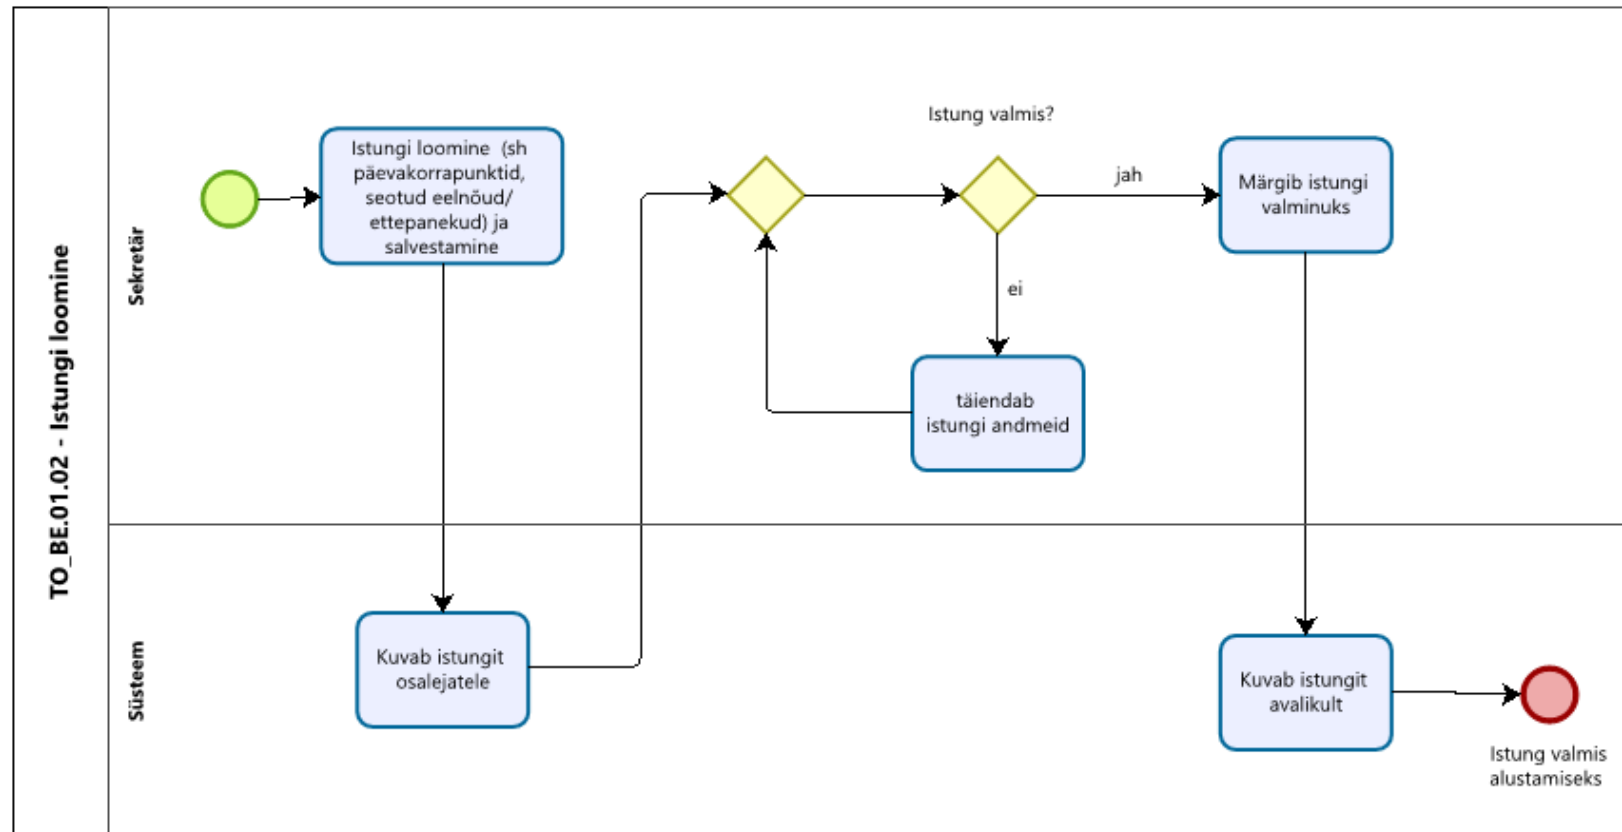 TO_BE.01.02 - Istungi loomine
Sekretär
Istungi loomine (sh
päevakorrapunktid,
seotud eelnõud/
ettepanekud) ja
salvestamine
Istung valmis?
jah
Märgib istungi
valminuks
ei
täiendab
istungi andmeid
Süsteem
Kuvab istungit
osalejatele
Kuvab istungit
avalikult
Istung valmis
alustamiseks